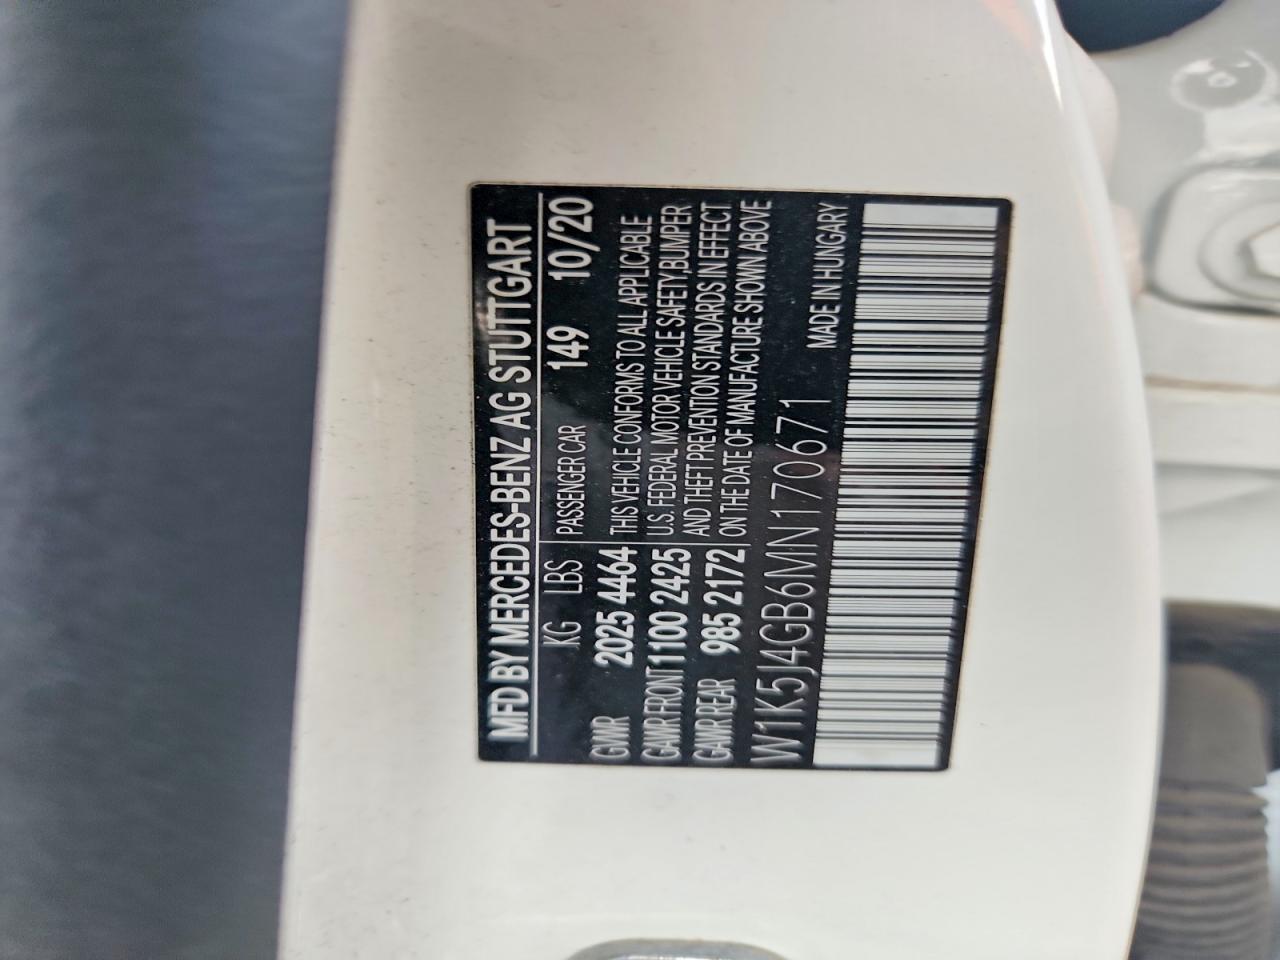 MFD BY MERCEDES-BENZ AG STUTTGART
KG LBS PASSENGER CAR 149 10/20
GVWR 2025 4464 THIS VEHICLE CONFORMS TO ALL APPLICABLE
GAWR FRONT 1100 2425 U.S. FEDERAL MOTOR VEHICLE SAFETY,BUMPER
GAWR REAR 985 2172 AND THEFT PREVENTION STANDARDS IN EFFECT
ON THE DATE OF MANUFACTURE SHOWN ABOVE
W1K5J4GB6MN170671 MADE IN HUNGARY